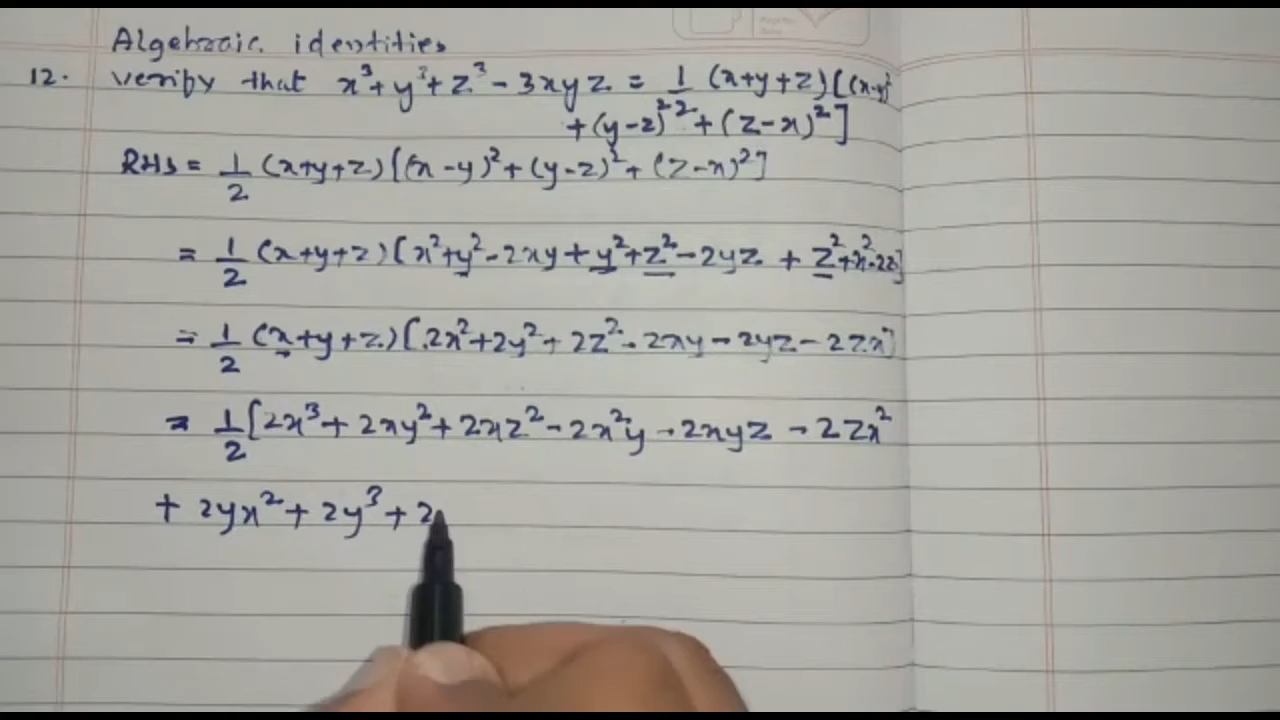 Algebraic identities
12. verify that x³+y³+z³-3xyz = 1/2 (x+y+z)[(x-y)²
+(y-z)²+(z-x)²]
RHS = 1/2 (x+y+z)[(x-y)²+(y-z)²+(z-x)²]
= 1/2 (x+y+z)[x²+y²-2xy+y²+z²-2yz+z²+x²-2z]
= 1/2 (x+y+z)[2x²+2y²+2z²-2xy-2yz-2zx]
= 1/2 [2x³+2xy²+2xz²-2x²y-2xyz-2zx²
+ 2yx²+2y³+2